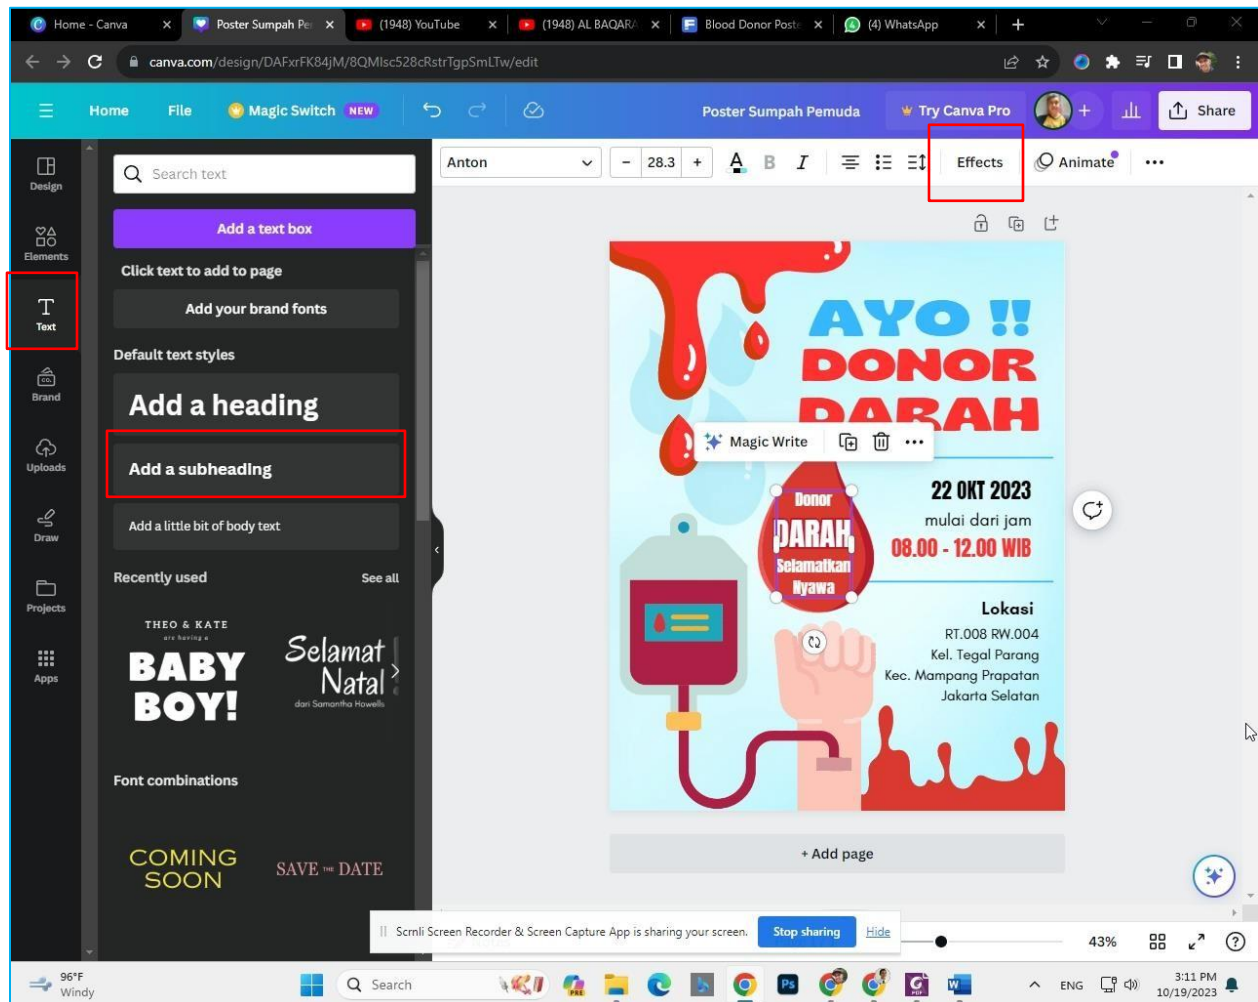 Home - Canva
Poster Sumpah Pe
(1948) YouTube
(1948) AL BAQARA
Blood Donor Poste
(4) WhatsApp
canva.com/design/DAFxrFK84jM/8QMlsc528cRstrTgpSmLTw/edit
Home
File
Magic Switch
NEW
Poster Sumpah Pemuda
Try Canva Pro
Share
Design
Elements
Text
Brand
CO.
Uploads
Draw
Projects
Apps
Search text
Add a text box
Click text to add to page
Add your brand fonts
Default text styles
Add a heading
Add a subheading
Add a little bit of body text
Recently used
See all
THEO & KATE
are having a
BABY
BOY!
Selamat
Natal
dari Samantha Howells
Font combinations
COMING
SOON
SAVE THE DATE
Anton
- 28.3 +
A B I
Effects
Animate
AYO !!
DONOR
DARAH
Magic Write
Donor
DARAH
Selamatkan
Nyawa
22 OKT 2023
mulai dari jam
08.00 - 12.00 WIB
Lokasi
RT.008 RW.004
Kel. Tegal Parang
Kec. Mampang Prapatan
Jakarta Selatan
+ Add page
Scrnli Screen Recorder & Screen Capture App is sharing your screen.
Stop sharing
Hide
43%
96°F
Windy
Search
PRE
Ps
ENG
3:11 PM
10/19/2023